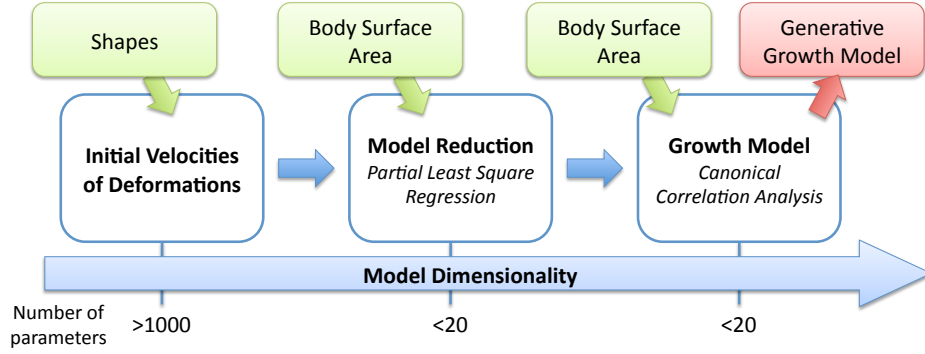 Shapes
Body Surface
Area
Body Surface
Area
Generative
Growth Model
Initial Velocities
of Deformations
Model Reduction
Partial Least Square
Regression
Growth Model
Canonical
Correlation Analysis
Model Dimensionality
Number of
parameters
>1000
<20
<20